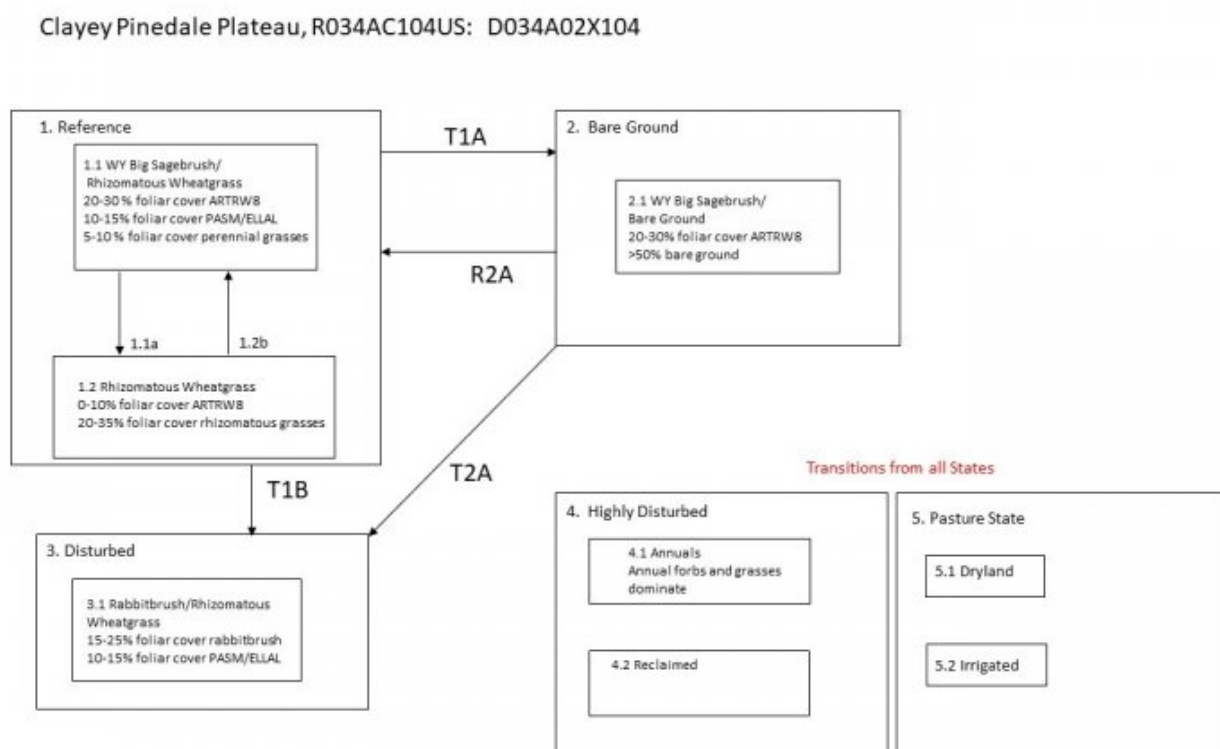 Clayey Pinedale Plateau, R034AC104US: D034A02X104
1. Reference
1.1 WY Big Sagebrush/
Rhizomatous Wheatgrass
20-30% foliar cover ARTRW8
10-15% foliar cover PASM/ELLAL
5-10% foliar cover perennial grasses
1.1a
1.2b
1.2 Rhizomatous Wheatgrass
0-10% foliar cover ARTRW8
20-35% foliar cover rhizomatous grasses
T1A
R2A
2. Bare Ground
2.1 WY Big Sagebrush/
Bare Ground
20-30% foliar cover ARTRW8
>50% bare ground
T1B
T2A
3. Disturbed
3.1 Rabbitbrush/Rhizomatous
Wheatgrass
15-25% foliar cover rabbitbrush
10-15% foliar cover PASM/ELLAL
Transitions from all States
4. Highly Disturbed
4.1 Annuals
Annual forbs and grasses
dominate
4.2 Reclaimed
5. Pasture State
5.1 Dryland
5.2 Irrigated